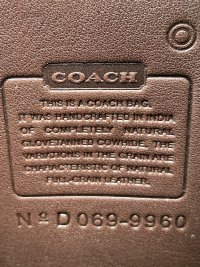 COACH
THIS IS A COACH BAG.
IT WAS HANDCRAFTED IN INDIA
OF COMPLETELY NATURAL
GLOVETANNED COWHIDE. THE
VARIATIONS IN THE GRAIN ARE
CHARACTERISTIC OF NATURAL
FULL-GRAIN LEATHER.
Nº D069-9960